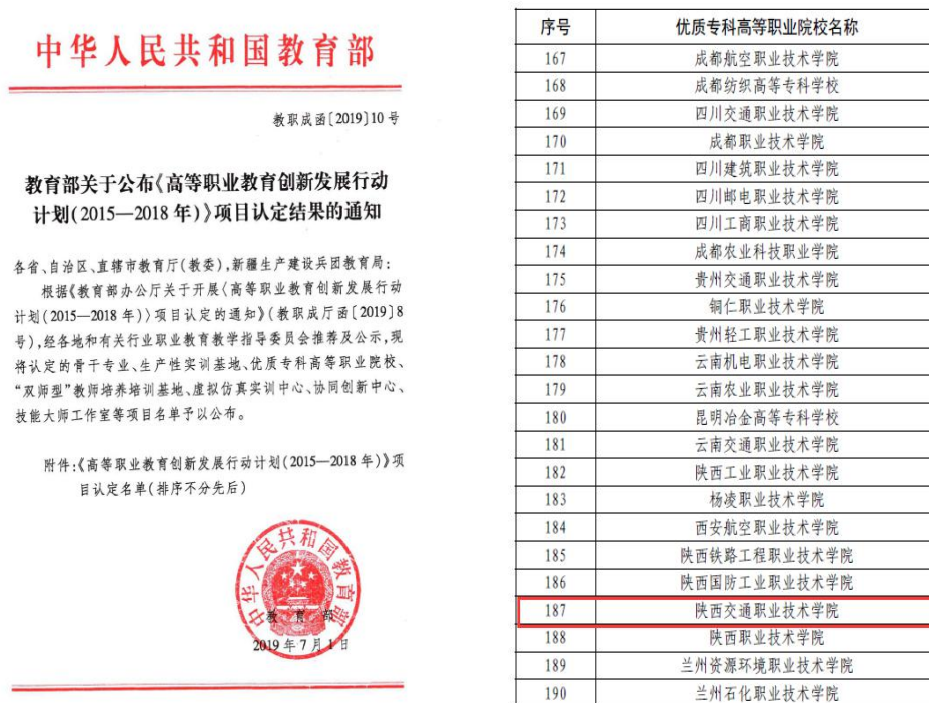 中华人民共和国教育部
教职成函〔2019〕10号
教育部关于公布《高等职业教育创新发展行动
计划(2015—2018年)》项目认定结果的通知
各省、自治区、直辖市教育厅(教委),新疆生产建设兵团教育局:
根据《教育部办公厅关于开展〈高等职业教育创新发展行动
计划(2015—2018年)〉项目认定的通知》(教职成厅函〔2019〕8
号),经各地和有关行业职业教育教学指导委员会推荐及公示,现
将认定的骨干专业、生产性实训基地、优质专科高等职业院校、
“双师型”教师培养培训基地、虚拟仿真实训中心、协同创新中心、
技能大师工作室等项目名单予以公布。
附件:《高等职业教育创新发展行动计划(2015—2018年)》项
目认定名单(排序不分先后)
中华人民共和国教育部
教育部
2019年7月1日
序号 优质专科高等职业院校名称
167 成都航空职业技术学院
168 成都纺织高等专科学校
169 四川交通职业技术学院
170 成都职业技术学院
171 四川建筑职业技术学院
172 四川邮电职业技术学院
173 四川工商职业技术学院
174 成都农业科技职业学院
175 贵州交通职业技术学院
176 铜仁职业技术学院
177 贵州轻工职业技术学院
178 云南机电职业技术学院
179 云南农业职业技术学院
180 昆明冶金高等专科学校
181 云南交通职业技术学院
182 陕西工业职业技术学院
183 杨凌职业技术学院
184 西安航空职业技术学院
185 陕西铁路工程职业技术学院
186 陕西国防工业职业技术学院
187 陕西交通职业技术学院
188 陕西职业技术学院
189 兰州资源环境职业技术学院
190 兰州石化职业技术学院